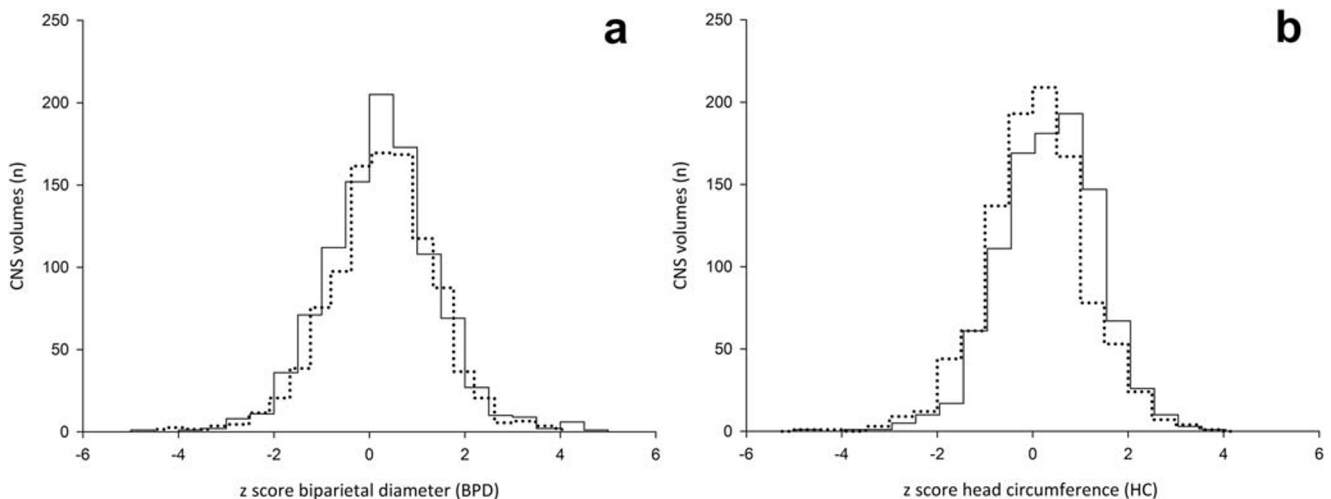 a
250
200
150
100
50
0
CNS volumes (n)
-6 -4 -2 0 2 4 6
z score biparietal diameter (BPD)
b
250
200
150
100
50
0
CNS volumes (n)
-6 -4 -2 0 2 4 6
z score head circumference (HC)